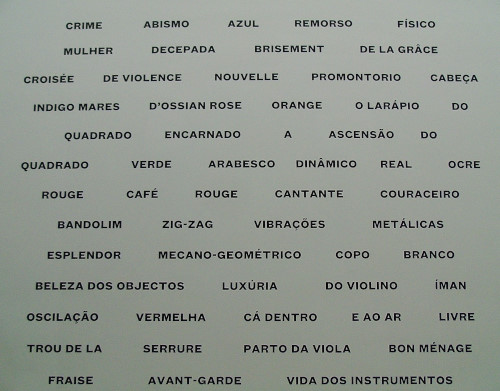 CRIME ABISMO AZUL REMORSO FÍSICO
MULHER DECEPADA BRISEMENT DE LA GRÂCE
CROISÉE DE VIOLENCE NOUVELLE PROMONTORIO CABEÇA
INDIGO MARES D'OSSIAN ROSE ORANGE O LARÁPIO DO
QUADRADO ENCARNADO A ASCENSÃO DO
QUADRADO VERDE ARABESCO DINÂMICO REAL OCRE
ROUGE CAFÉ ROUGE CANTANTE COURACEIRO
BANDOLIM ZIG-ZAG VIBRAÇÕES METÁLICAS
ESPLENDOR MECANO-GEOMÉTRICO COPO BRANCO
BELEZA DOS OBJECTOS LUXÚRIA DO VIOLINO ÍMAN
OSCILAÇÃO VERMELHA CÁ DENTRO E AO AR LIVRE
TROU DE LA SERRURE PARTO DA VIOLA BON MÉNAGE
FRAISE AVANT-GARDE VIDA DOS INSTRUMENTOS